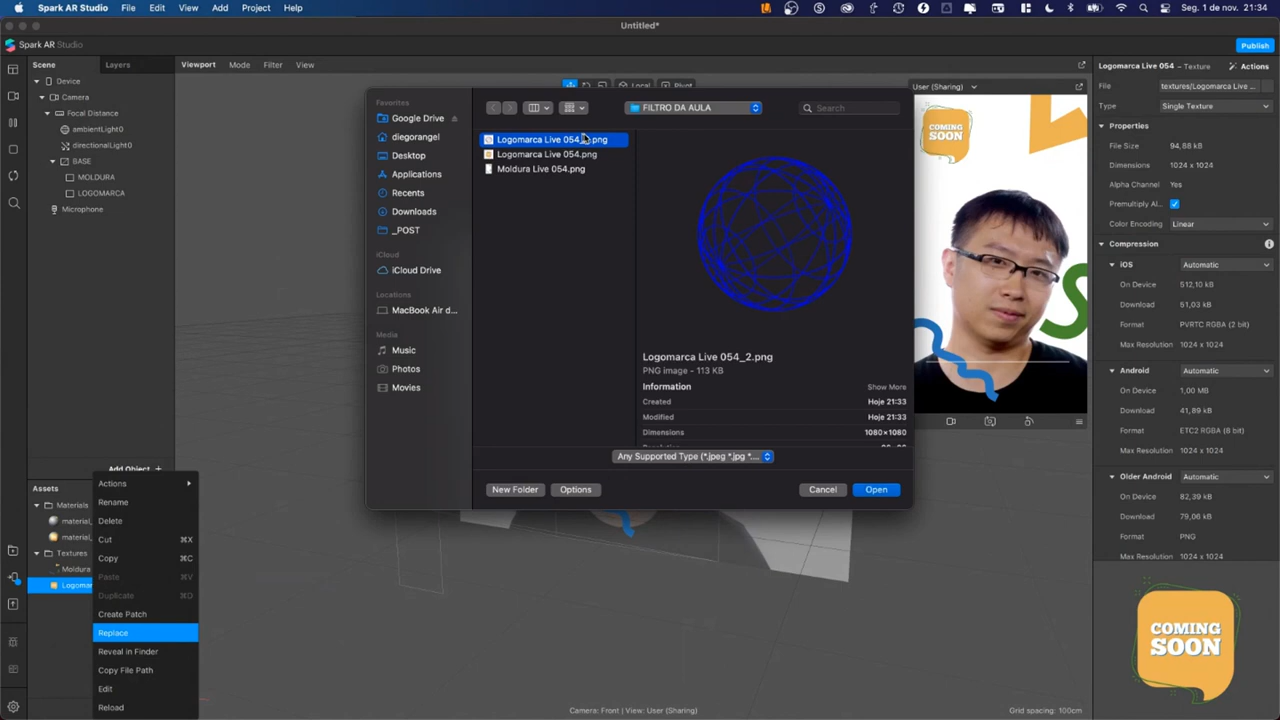 Spark AR Studio File Edit View Add Object Project Help Seg. 1 de nov. 21:34
Untitled*
Spark AR Studio
Publish
Scene Layers
Viewport Mode Filter View
Device
Camera
Focal Distance
ambientLight0
directionalLight0
BASE
MOLDURA
LOGOMARCA
Microphone
Local Pivot
Favorites
Google Drive
diegorangel
Desktop
Applications
Recents
Downloads
_POST
iCloud
iCloud Drive
Locations
MacBook Air d...
Media
Music
Photos
Movies
FILTRO DA AULA
Search
Logomarca Live 054_2.png
Logomarca Live 054.png
Moldura Live 054.png
Logomarca Live 054_2.png
PNG image - 113 KB
Information Show More
Created Hoje 21:33
Modified Hoje 21:33
Dimensions 1080×1080
Any Supported Type (*.jpeg *.jpg *....
New Folder Options Cancel Open
User (Sharing)
COMING
SOON
Logomarca Live 054 – Texture Actions
File textures/Logomarca Live ...
Type Single Texture
Properties
File Size 94,88 kB
Dimensions 1024 x 1024
Alpha Channel Yes
Premultiply Al...
Color Encoding Linear
Compression
iOS Automatic
On Device 512,10 kB
Download 51,03 kB
Format PVRTC RGBA (2 bit)
Max Resolution 1024 x 1024
Android Automatic
On Device 1,00 MB
Download 41,89 kB
Format ETC2 RGBA (8 bit)
Max Resolution 1024 x 1024
Older Android Automatic
On Device 82,39 kB
Download 79,06 kB
Format PNG
Max Resolution 1024 x 1024
COMING
SOON
Add Object +
Assets
Materials
material_
material_
Textures
Moldura
Logomar
Actions
Rename
Delete
Cut ⌘X
Copy ⌘C
Paste ⌘V
Duplicate ⌘D
Create Patch
Replace
Reveal in Finder
Copy File Path
Edit
Reload
Camera: Front | View: User (Sharing)
Grid spacing: 100cm